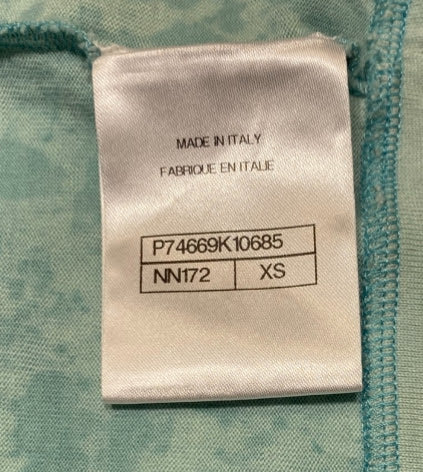 MADE IN ITALY
FABRIQUE EN ITALIE
P74669K10685
NN172 XS